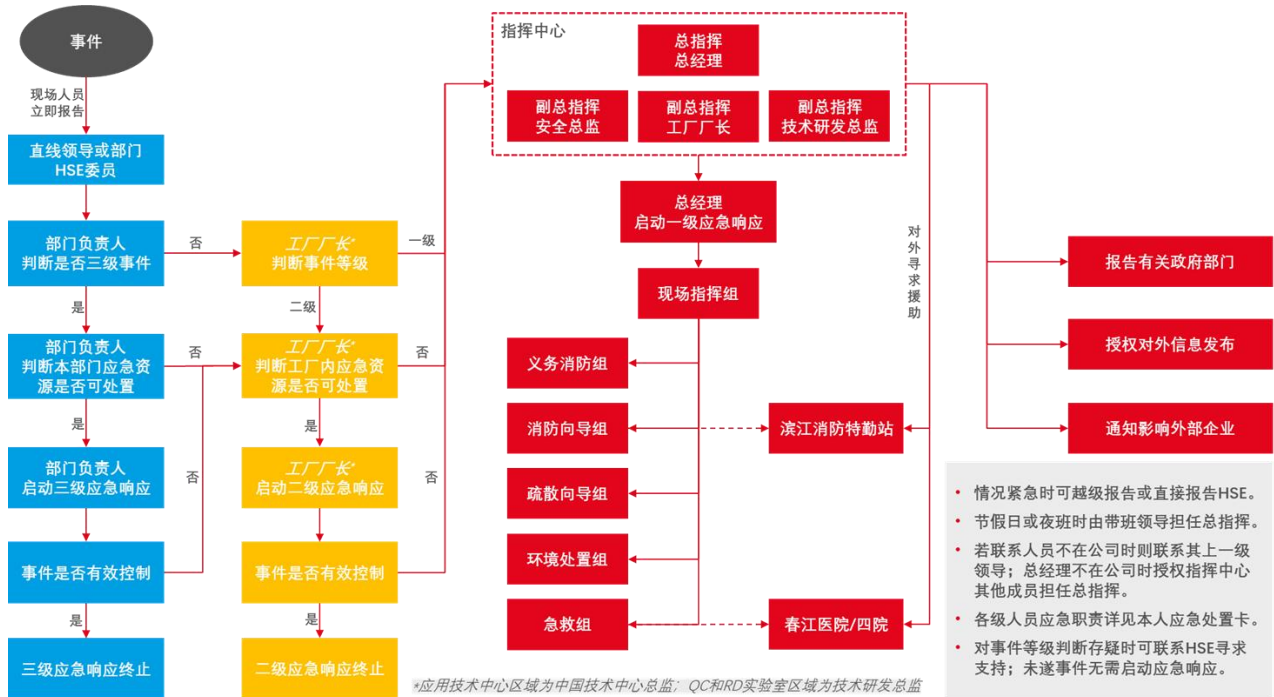 事件
现场人员
立即报告
直线领导或部门
HSE委员
部门负责人
判断是否三级事件
否
是
部门负责人
判断本部门应急资
源是否可处置
否
是
部门负责人
启动三级应急响应
否
事件是否有效控制
是
三级应急响应终止
工厂厂长*
判断事件等级
一级
二级
工厂厂长*
判断工厂内应急资
源是否可处置
否
是
工厂厂长*
启动二级应急响应
否
事件是否有效控制
是
二级应急响应终止
指挥中心
总指挥
总经理
副总指挥
安全总监
副总指挥
工厂厂长
副总指挥
技术研发总监
总经理
启动一级应急响应
现场指挥组
义务消防组
消防向导组
疏散向导组
环境处置组
急救组
滨江消防特勤站
春江医院/四院
对外寻求援助
报告有关政府部门
授权对外信息发布
通知影响外部企业
• 情况紧急时可越级报告或直接报告HSE。
• 节假日或夜班时由带班领导担任总指挥。
• 若联系人员不在公司时则联系其上一级
领导；总经理不在公司时授权指挥中心
其他成员担任总指挥。
• 各级人员应急职责详见本人应急处置卡。
• 对事件等级判断存疑时可联系HSE寻求
支持；未遂事件无需启动应急响应。
*应用技术中心区域为中国技术中心总监；QC和RD实验室区域为技术研发总监